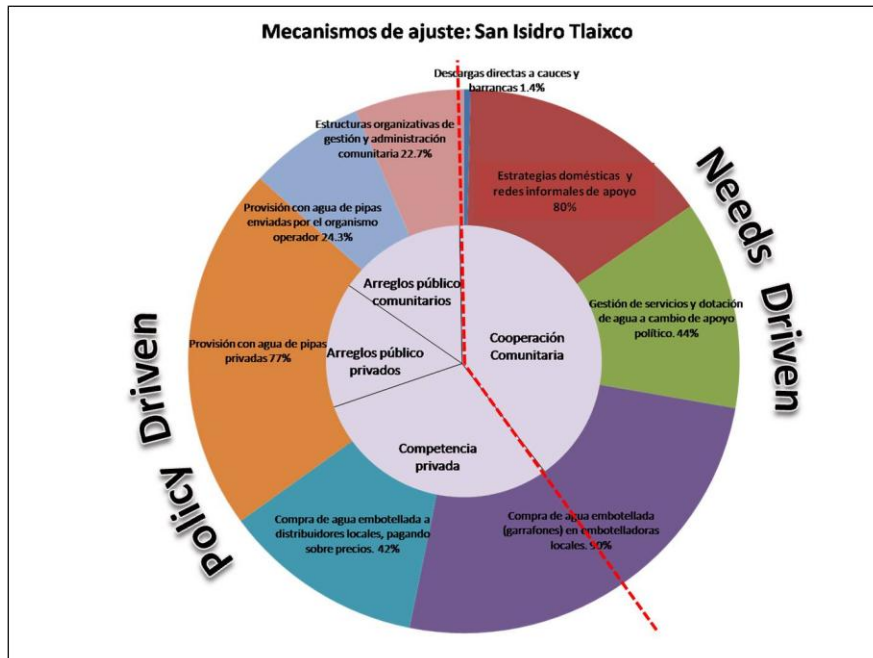 Mecanismos de ajuste: San Isidro Tlaixco
Descargas directas a cauces y
barrancas 1.4%
Estructuras organizativas de
gestión y administración
comunitaria 22.7%
Estrategias domésticas y
redes informales de apoyo
80%
Needs Driven
Provisión con agua de pipas
enviadas por el organismo
operador 24.3%
Arreglos público
comunitarios
Gestión de servicios y dotación
de agua a cambio de apoyo
político. 44%
Cooperación
Comunitaria
Provisión con agua de pipas
privadas 77%
Arreglos público
privados
Policy Driven
Competencia
privada
Compra de agua embotellada a
distribuidores locales, pagando
sobre precios. 42%
Compra de agua embotellada
(garrafones) en embotelladoras
locales. 90%